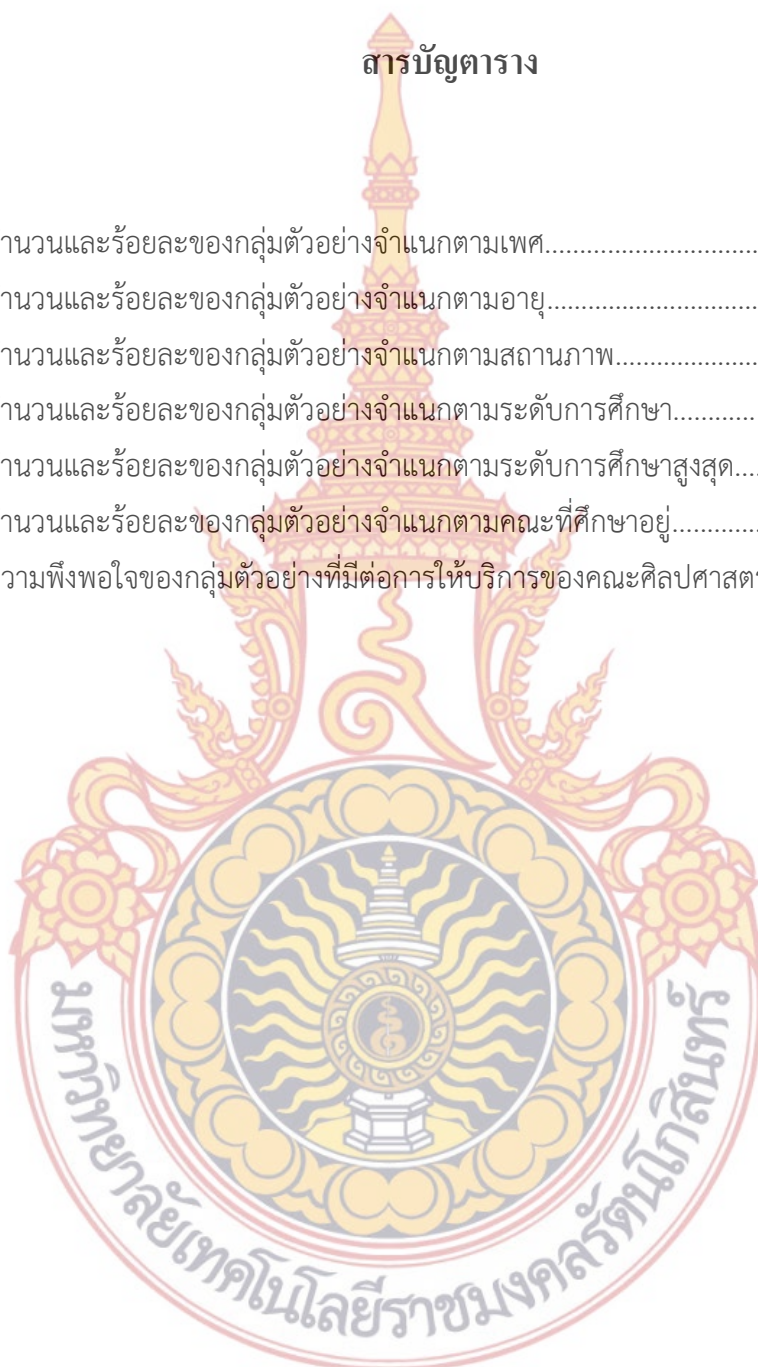 สารบัญตาราง
านวนและร้อยละของกลุ่มตัวอย่างจำแนกตามเพศ..............................
านวนและร้อยละของกลุ่มตัวอย่างจำแนกตามอายุ..............................
านวนและร้อยละของกลุ่มตัวอย่างจำแนกตามสถานภาพ.....................
านวนและร้อยละของกลุ่มตัวอย่างจำแนกตามระดับการศึกษา............
านวนและร้อยละของกลุ่มตัวอย่างจำแนกตามระดับการศึกษาสูงสุด....
านวนและร้อยละของกลุ่มตัวอย่างจำแนกตามคณะที่ศึกษาอยู่.............
วามพึงพอใจของกลุ่มตัวอย่างที่มีต่อการให้บริการของคณะศิลปศาสตร
มหาวิทยาลัยเทคโนโลยีราชมงคลรัตนโกสินทร์